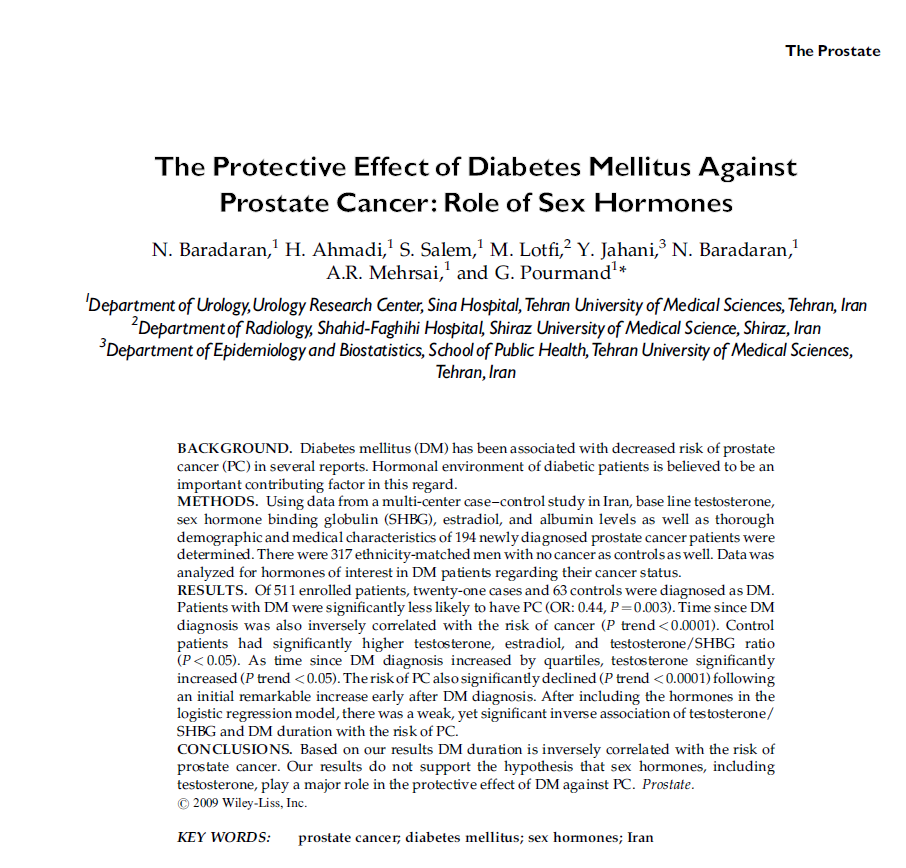 The Prostate
The Protective Effect of Diabetes Mellitus Against
Prostate Cancer: Role of Sex Hormones
N. Baradaran,1 H. Ahmadi,1 S. Salem,1 M. Lotfi,2 Y. Jahani,3 N. Baradaran,1
A.R. Mehrsai,1 and G. Pourmand1*
1Department of Urology, Urology Research Center, Sina Hospital, Tehran University of Medical Sciences, Tehran, Iran
2Department of Radiology, Shahid-Faghihi Hospital, Shiraz University of Medical Science, Shiraz, Iran
3Department of Epidemiology and Biostatistics, School of Public Health, Tehran University of Medical Sciences,
Tehran, Iran
BACKGROUND. Diabetes mellitus (DM) has been associated with decreased risk of prostate
cancer (PC) in several reports. Hormonal environment of diabetic patients is believed to be an
important contributing factor in this regard.
METHODS. Using data from a multi-center case–control study in Iran, base line testosterone,
sex hormone binding globulin (SHBG), estradiol, and albumin levels as well as thorough
demographic and medical characteristics of 194 newly diagnosed prostate cancer patients were
determined. There were 317 ethnicity-matched men with no cancer as controls as well. Data was
analyzed for hormones of interest in DM patients regarding their cancer status.
RESULTS. Of 511 enrolled patients, twenty-one cases and 63 controls were diagnosed as DM.
Patients with DM were significantly less likely to have PC (OR: 0.44, P = 0.003). Time since DM
diagnosis was also inversely correlated with the risk of cancer (P trend < 0.0001). Control
patients had significantly higher testosterone, estradiol, and testosterone/SHBG ratio
(P < 0.05). As time since DM diagnosis increased by quartiles, testosterone significantly
increased (P trend < 0.05). The risk of PC also significantly declined (P trend < 0.0001) following
an initial remarkable increase early after DM diagnosis. After including the hormones in the
logistic regression model, there was a weak, yet significant inverse association of testosterone/
SHBG and DM duration with the risk of PC.
CONCLUSIONS. Based on our results DM duration is inversely correlated with the risk of
prostate cancer. Our results do not support the hypothesis that sex hormones, including
testosterone, play a major role in the protective effect of DM against PC. Prostate.
© 2009 Wiley-Liss, Inc.
KEY WORDS: prostate cancer; diabetes mellitus; sex hormones; Iran